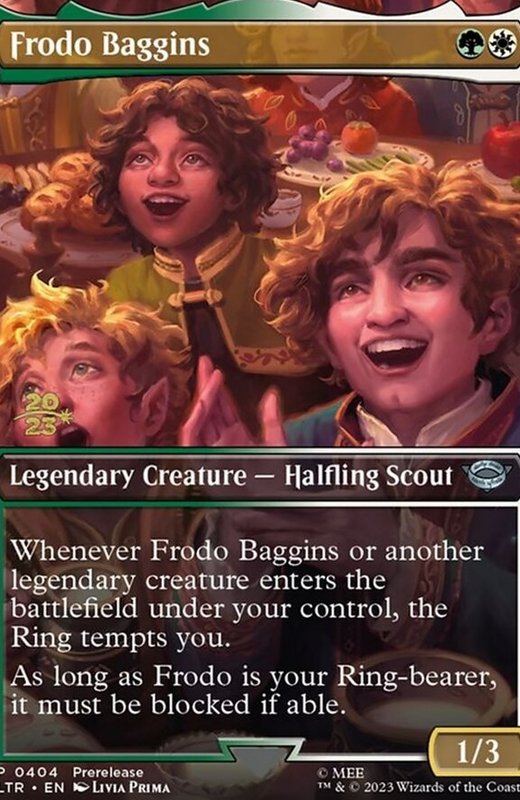 Frodo Baggins
20
23
Legendary Creature — Halfling Scout
Whenever Frodo Baggins or another
legendary creature enters the
battlefield under your control, the
Ring tempts you.
As long as Frodo is your Ring-bearer,
it must be blocked if able.
1/3
P 0404 Prerelease
LTR • EN Livia Prima
© MEE
™ & © 2023 Wizards of the Coast